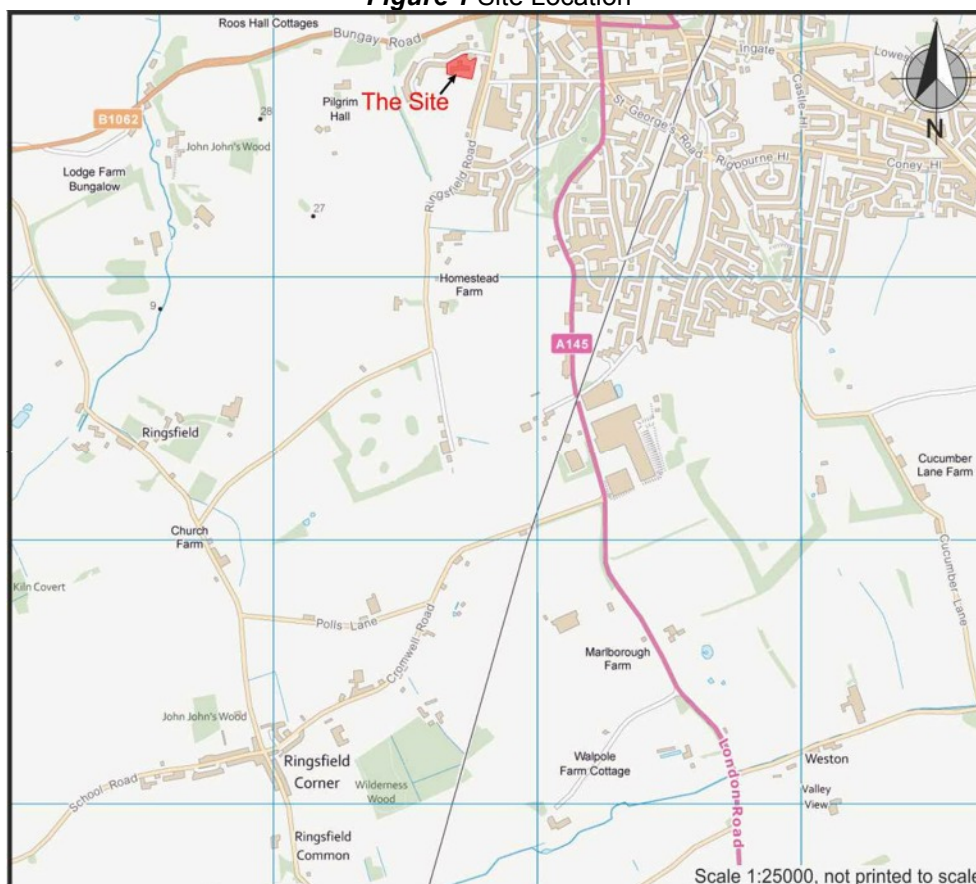 Figure 1 Site Location
Roos Hall Cottages
Bungay Road
Ingate
Lowes
The Site
Pilgrim
Hall
28
B1062
John John's Wood
Castle Hi
St George's Road
Rigbourne Hi
Coney Hi
N
Lodge Farm
Bungalow
27
Ringsfield Road
Homestead
Farm
9
A145
Ringsfield
Cucumber
Lane Farm
Church
Farm
Kiln Covert
Polls Lane
Cromwell Road
Cucumber Lane
Marlborough
Farm
John John's Wood
Ringsfield
Corner
Wilderness
Wood
Walpole
Farm Cottage
London Road
Weston
School Road
Valley
View
Ringsfield
Common
Scale 1:25000, not printed to scale